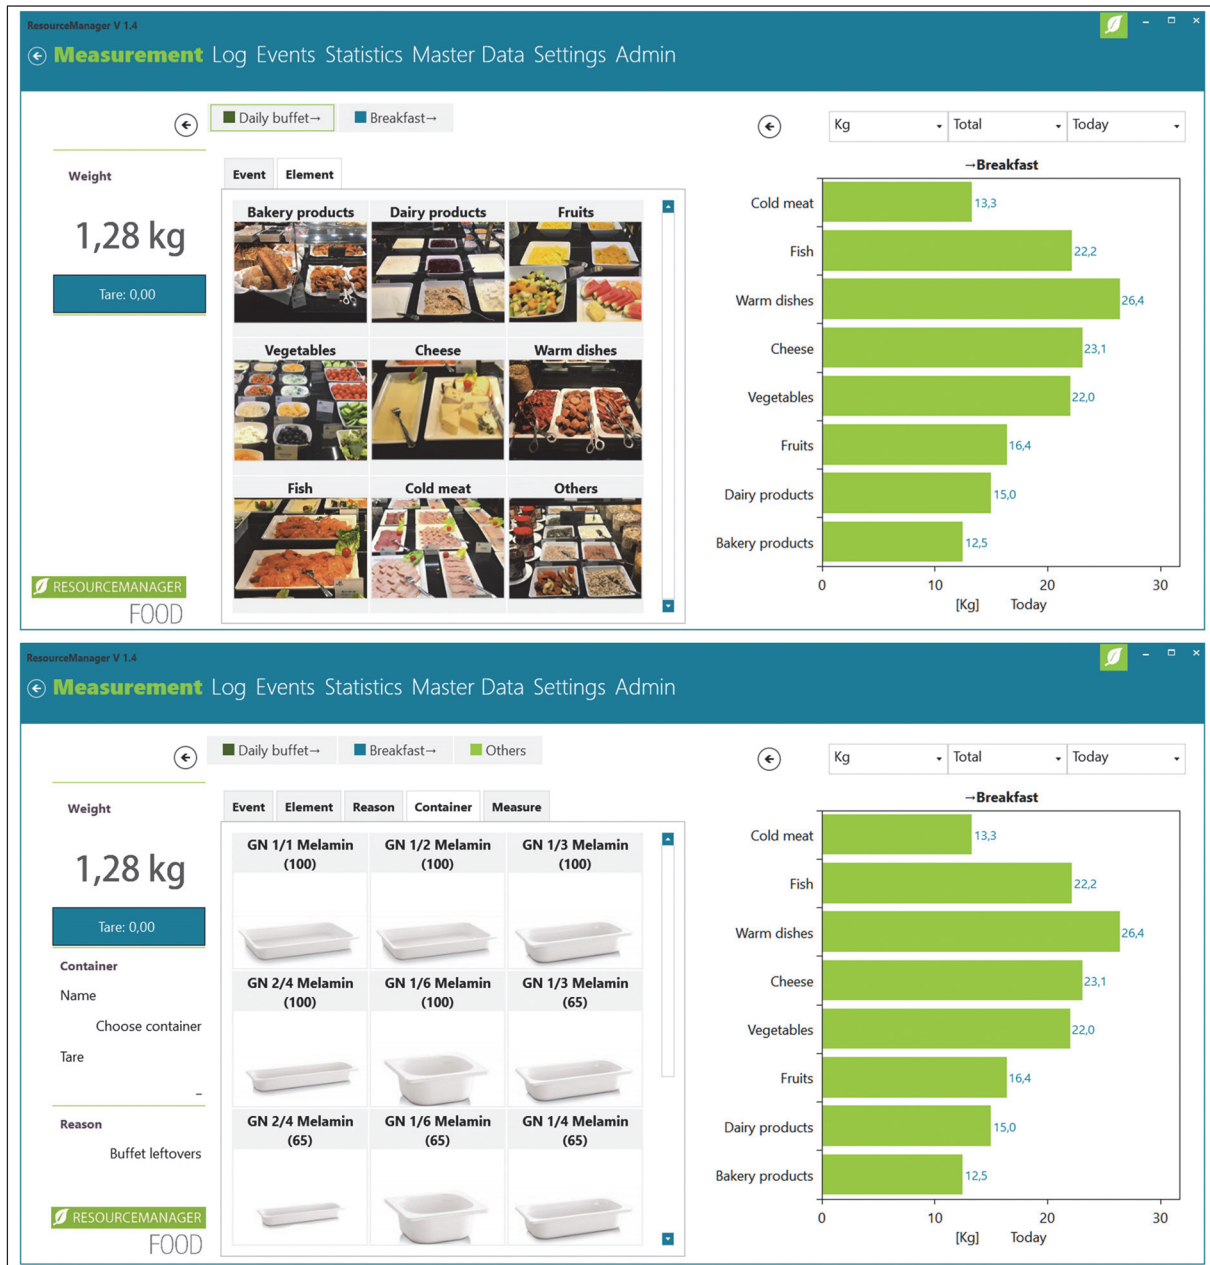 ResourceManager V 1.4
Measurement Log Events Statistics Master Data Settings Admin
Daily buffet→ Breakfast→
Kg Total Today
Weight
1,28 kg
Tare: 0,00
Event Element
Bakery products Dairy products Fruits
Vegetables Cheese Warm dishes
Fish Cold meat Others
RESOURCEMANAGER
FOOD
→Breakfast
Cold meat 13,3
Fish 22,2
Warm dishes 26,4
Cheese 23,1
Vegetables 22,0
Fruits 16,4
Dairy products 15,0
Bakery products 12,5
0 10 20 30
[Kg] Today
ResourceManager V 1.4
Measurement Log Events Statistics Master Data Settings Admin
Daily buffet→ Breakfast→ Others
Kg Total Today
Weight
1,28 kg
Tare: 0,00
Container
Name
Choose container
Tare
–
Reason
Buffet leftovers
RESOURCEMANAGER
FOOD
Event Element Reason Container Measure
GN 1/1 Melamin GN 1/2 Melamin GN 1/3 Melamin
(100) (100) (100)
GN 2/4 Melamin GN 1/6 Melamin GN 1/3 Melamin
(100) (100) (65)
GN 2/4 Melamin GN 1/6 Melamin GN 1/4 Melamin
(65) (65) (65)
→Breakfast
Cold meat 13,3
Fish 22,2
Warm dishes 26,4
Cheese 23,1
Vegetables 22,0
Fruits 16,4
Dairy products 15,0
Bakery products 12,5
0 10 20 30
[Kg] Today